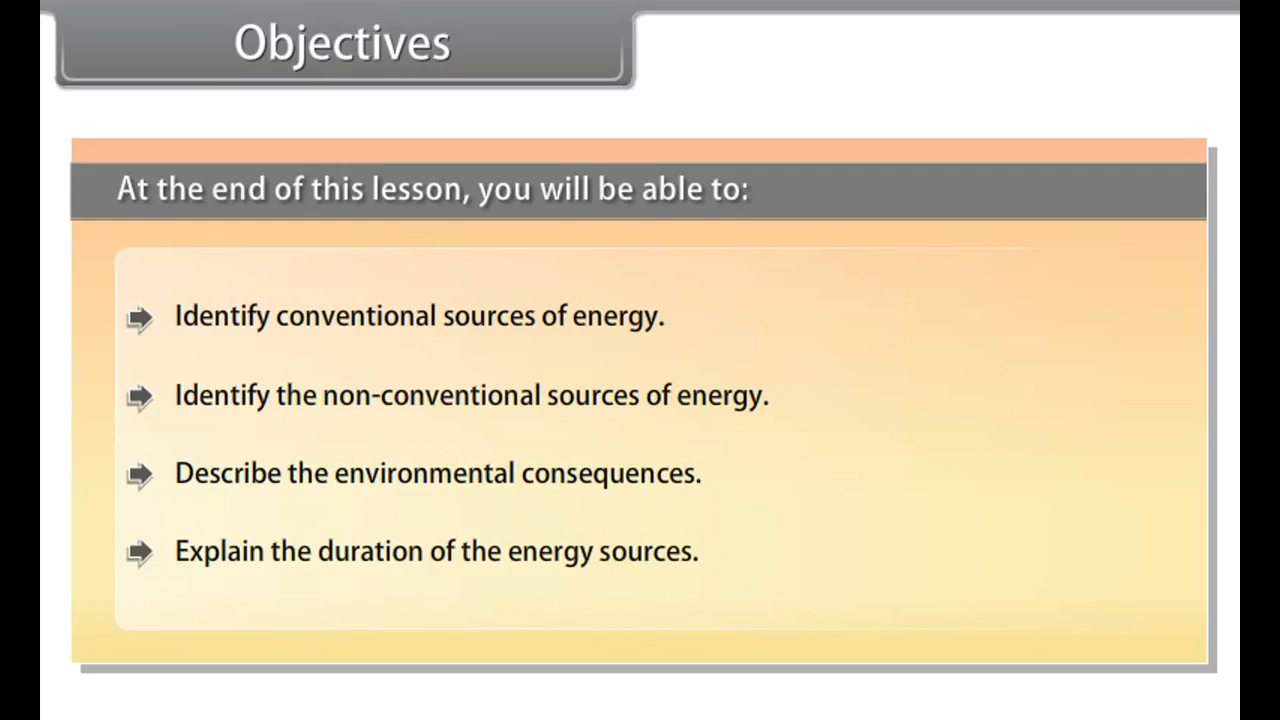 Objectives
At the end of this lesson, you will be able to:
Identify conventional sources of energy.
Identify the non-conventional sources of energy.
Describe the environmental consequences.
Explain the duration of the energy sources.